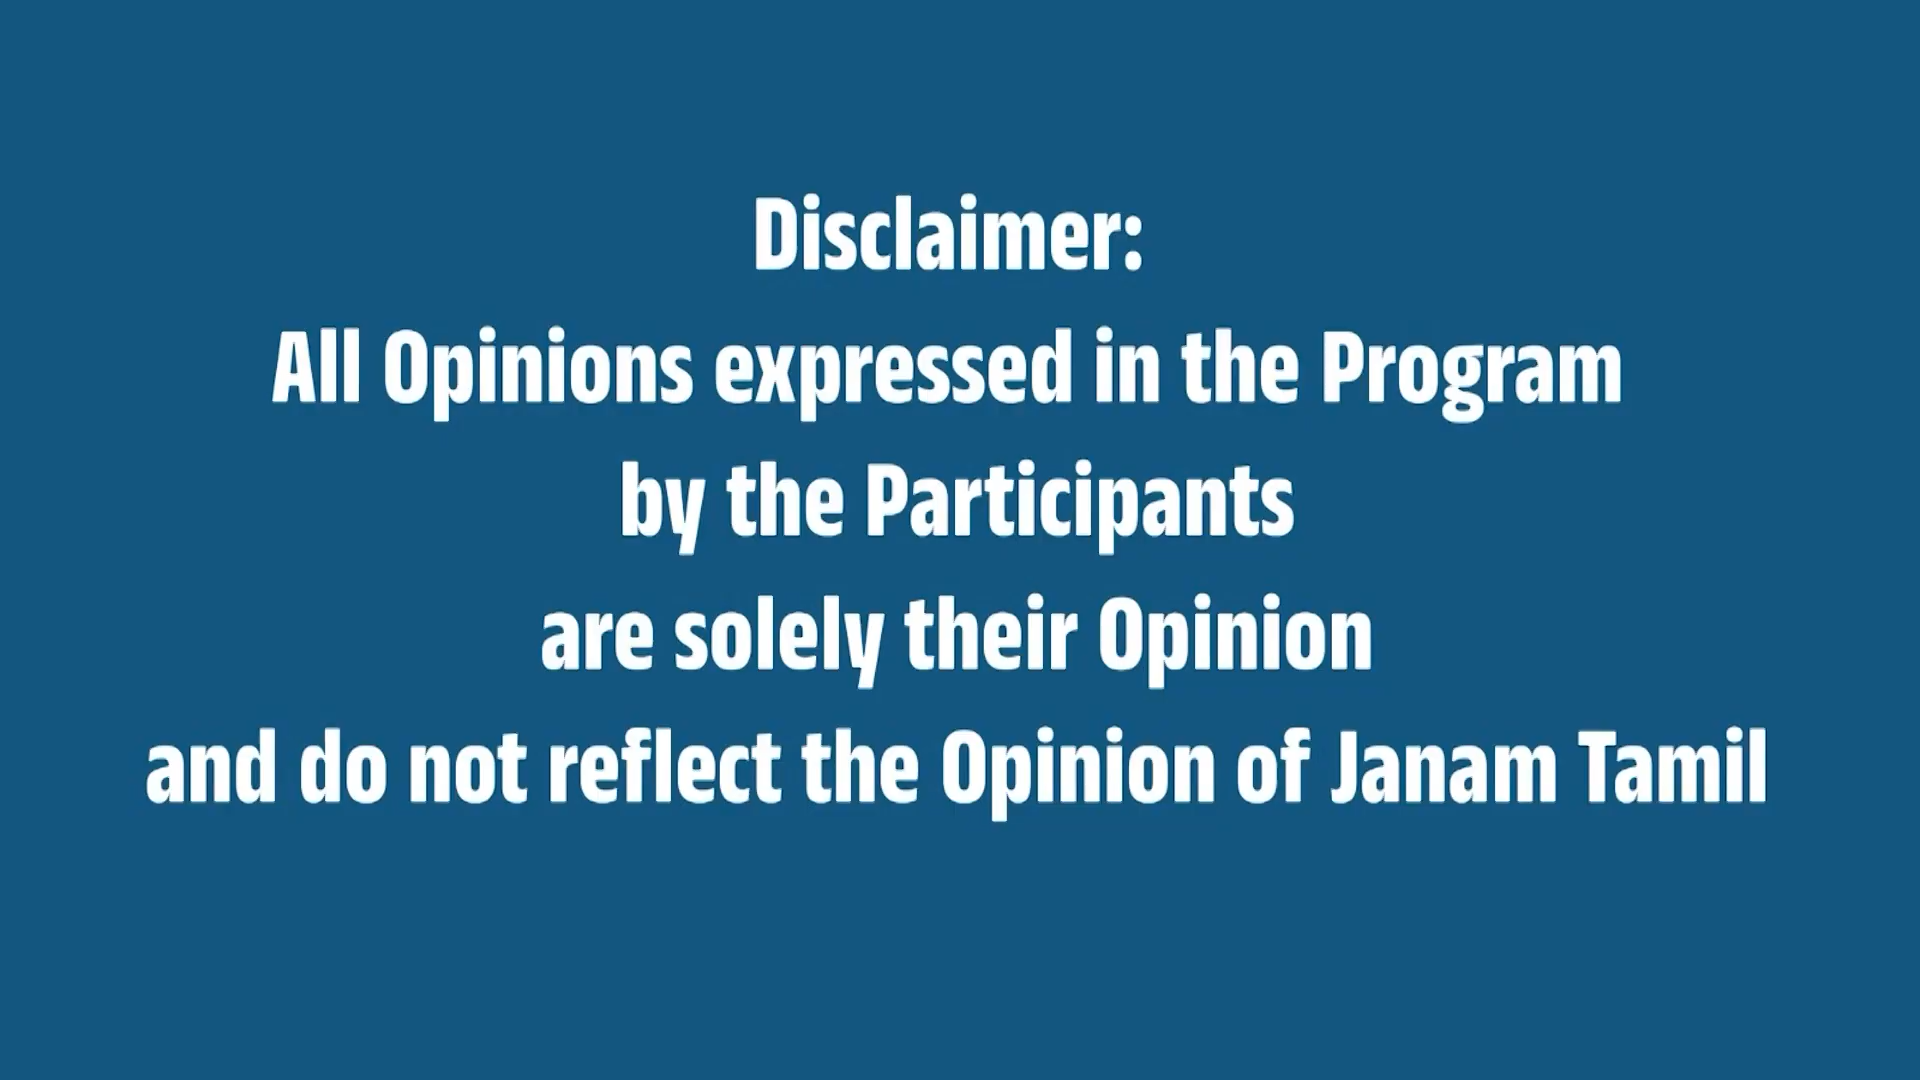 Disclaimer:
All Opinions expressed in the Program
by the Participants
are solely their Opinion
and do not reflect the Opinion of Janam Tamil